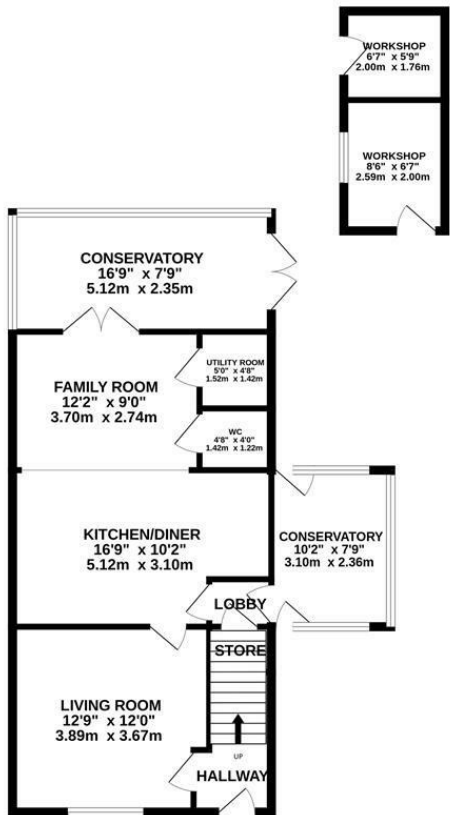 WORKSHOP
6'7" x 5'9"
2.00m x 1.76m
WORKSHOP
8'6" x 6'7"
2.59m x 2.00m
CONSERVATORY
16'9" x 7'9"
5.12m x 2.35m
FAMILY ROOM
12'2" x 9'0"
3.70m x 2.74m
UTILITY ROOM
5'0" x 4'8"
1.52m x 1.42m
WC
4'8" x 4'0"
1.42m x 1.22m
KITCHEN/DINER
16'9" x 10'2"
5.12m x 3.10m
CONSERVATORY
10'2" x 7'9"
3.10m x 2.36m
LOBBY
STORE
LIVING ROOM
12'9" x 12'0"
3.89m x 3.67m
UP
HALLWAY